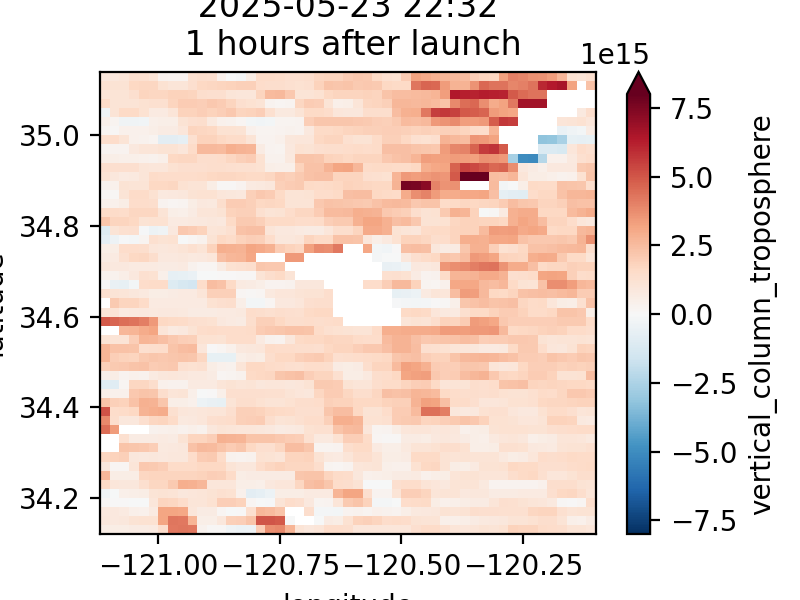 2025-05-23 22:32
1 hours after launch
1e15
35.0
34.8
34.6
34.4
34.2
−121.00 −120.75 −120.50 −120.25
longitude
latitude
7.5
5.0
2.5
0.0
−2.5
−5.0
−7.5
vertical_column_troposphere